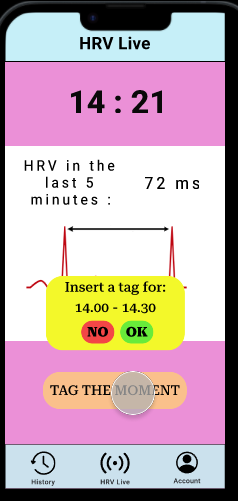 HRV Live
14 : 21
HRV in the
last 5
minutes :
72 ms
Insert a tag for:
14.00 - 14.30
NO OK
TAG THE MOMENT
History HRV Live Account